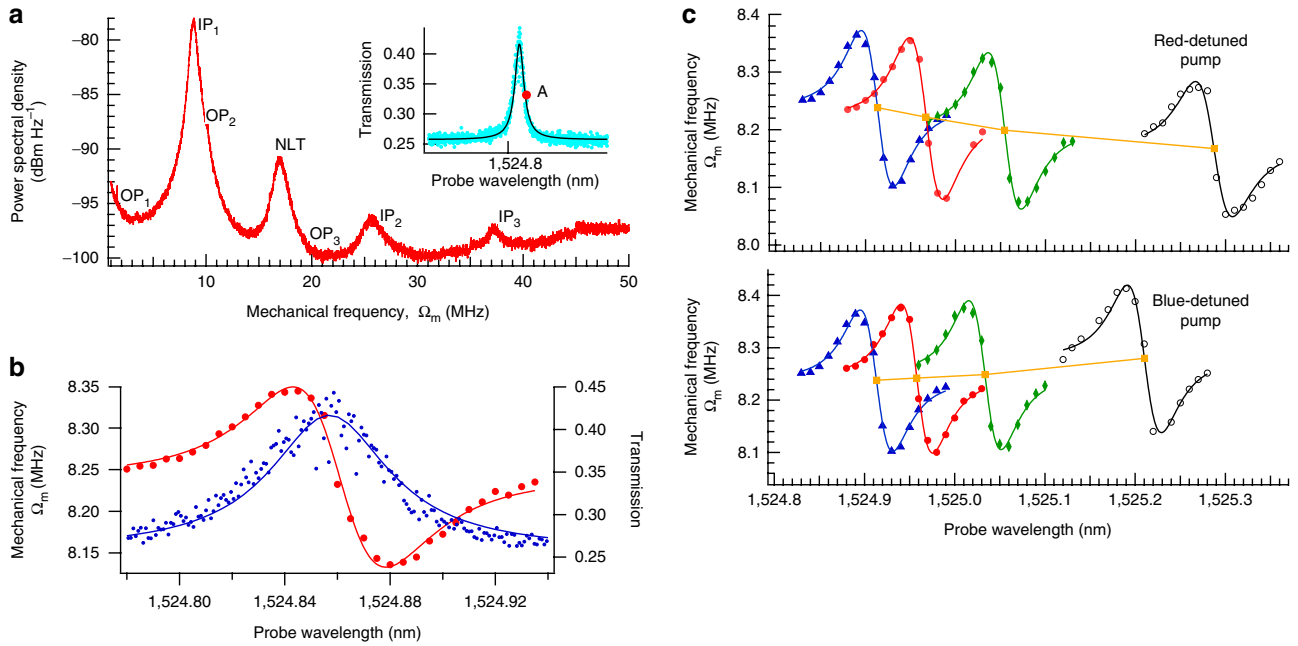 a
Power spectral density
(dBm Hz⁻¹)
−80
−85
−90
−95
−100
IP₁
OP₂
NLT
OP₁
OP₃
IP₂
IP₃
10
20
30
40
50
Mechanical frequency, Ωₘ (MHz)
Transmission
0.40
0.35
0.30
0.25
A
1,524.8
Probe wavelength (nm)
b
Mechanical frequency
Ωₘ (MHz)
8.35
8.30
8.25
8.20
8.15
0.45
0.40
0.35
0.30
0.25
Transmission
1,524.80
1,524.84
1,524.88
1,524.92
Probe wavelength (nm)
c
Mechanical frequency
Ωₘ (MHz)
8.4
8.3
8.2
8.1
8.0
Red-detuned
pump
Mechanical frequency
Ωₘ (MHz)
8.4
8.3
8.2
8.1
Blue-detuned
pump
1,524.8
1,524.9
1,525.0
1,525.1
1,525.2
1,525.3
Probe wavelength (nm)